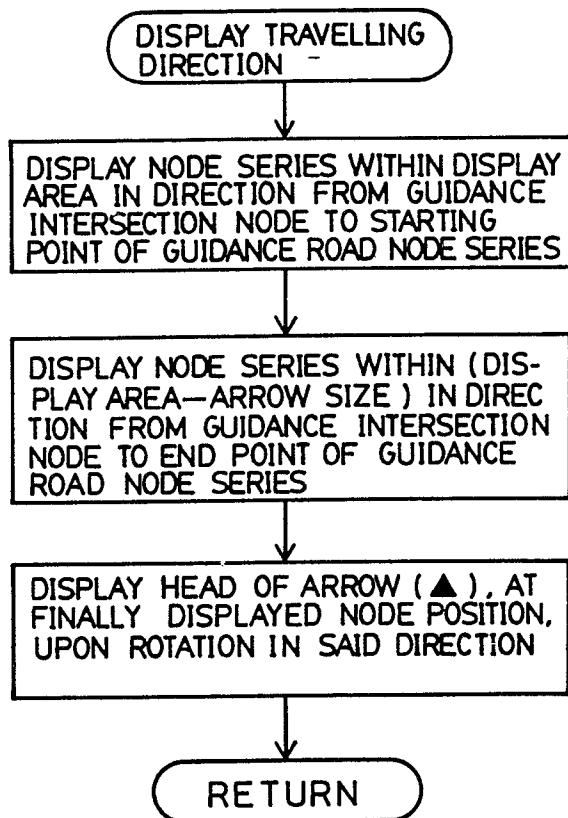 DISPLAY TRAVELLING
DIRECTION
DISPLAY NODE SERIES WITHIN DISPLAY
AREA IN DIRECTION FROM GUIDANCE
INTERSECTION NODE TO STARTING
POINT OF GUIDANCE ROAD NODE SERIES
DISPLAY NODE SERIES WITHIN (DIS-
PLAY AREA—ARROW SIZE) IN DIREC
TION FROM GUIDANCE INTERSECTION
NODE TO END POINT OF GUIDANCE
ROAD NODE SERIES
DISPLAY HEAD OF ARROW (▲), AT
FINALLY DISPLAYED NODE POSITION,
UPON ROTATION IN SAID DIRECTION
RETURN